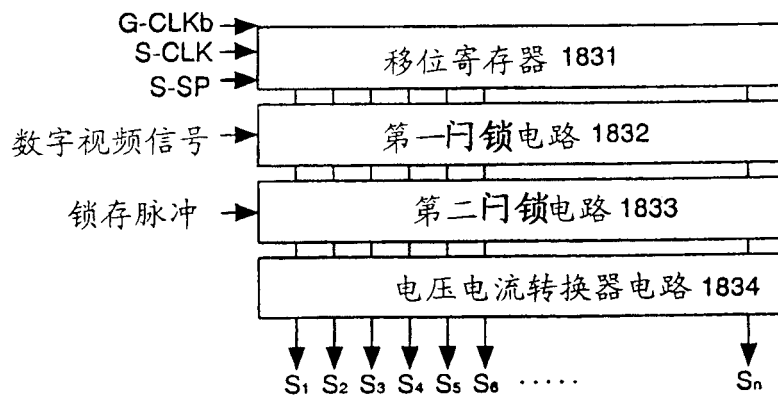 G-CLKb
S-CLK
S-SP
移位寄存器 1831
数字视频信号
第一闩锁电路 1832
锁存脉冲
第二闩锁电路 1833
电压电流转换器电路 1834
S1 S2 S3 S4 S5 S6 ····· Sn